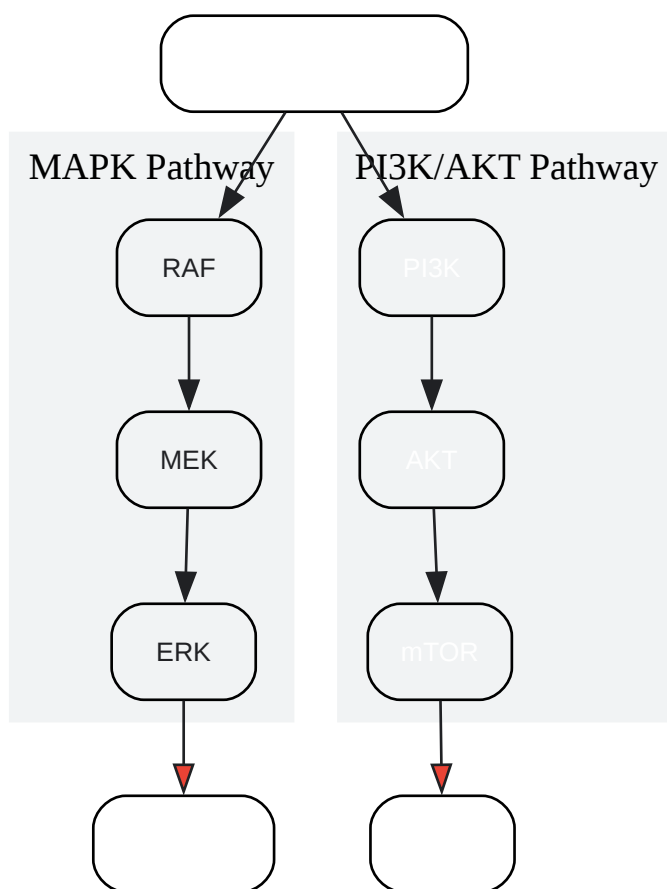 MAPK Pathway
PI3K/AKT Pathway
RAF
PI3K
MEK
AKT
ERK
mTOR